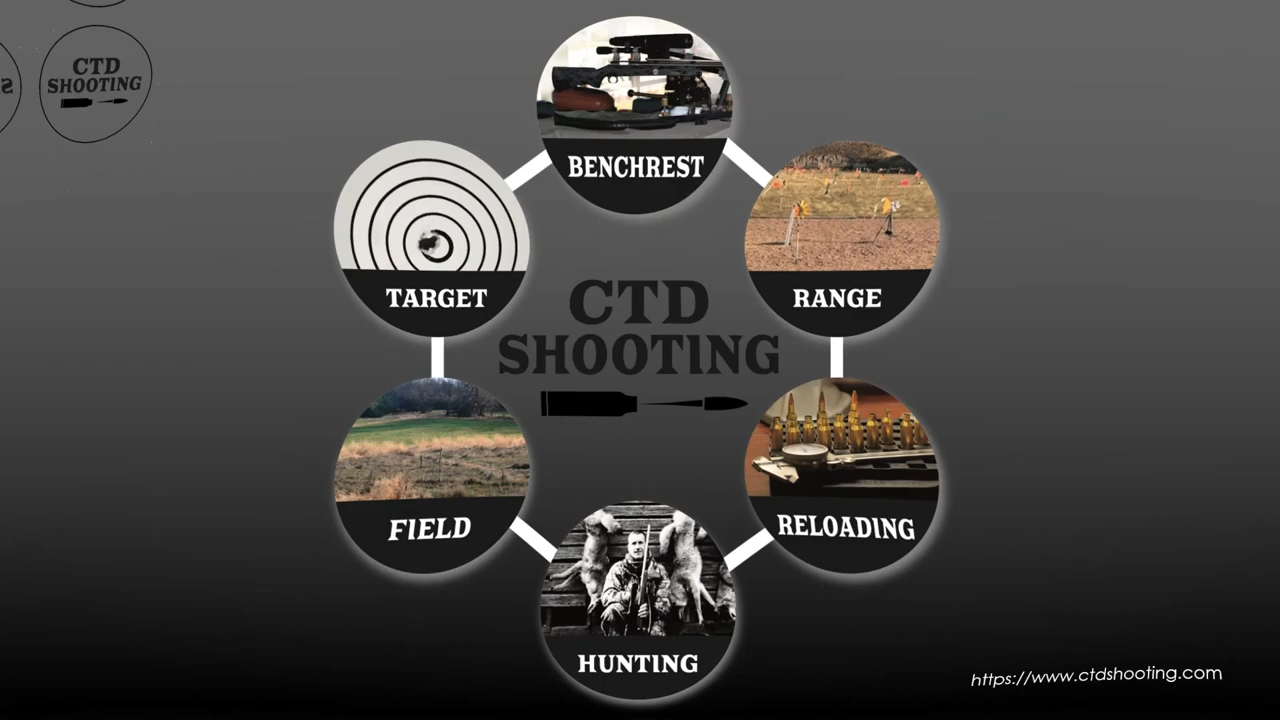 CTD
SHOOTING
BENCHREST
TARGET
RANGE
CTD
SHOOTING
FIELD
RELOADING
HUNTING
https://www.ctdshooting.com